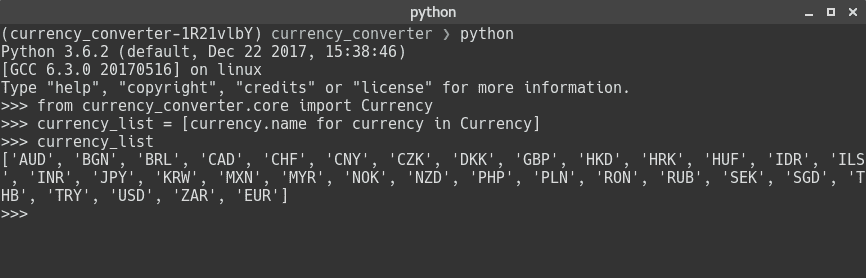 python
(currency_converter-1R21vlbY) currency_converter ❯ python
Python 3.6.2 (default, Dec 22 2017, 15:38:46)
[GCC 6.3.0 20170516] on linux
Type "help", "copyright", "credits" or "license" for more information.
>>> from currency_converter.core import Currency
>>> currency_list = [currency.name for currency in Currency]
>>> currency_list
['AUD', 'BGN', 'BRL', 'CAD', 'CHF', 'CNY', 'CZK', 'DKK', 'GBP', 'HKD', 'HRK', 'HUF', 'IDR', 'ILS
', 'INR', 'JPY', 'KRW', 'MXN', 'MYR', 'NOK', 'NZD', 'PHP', 'PLN', 'RON', 'RUB', 'SEK', 'SGD', 'T
HB', 'TRY', 'USD', 'ZAR', 'EUR']
>>>